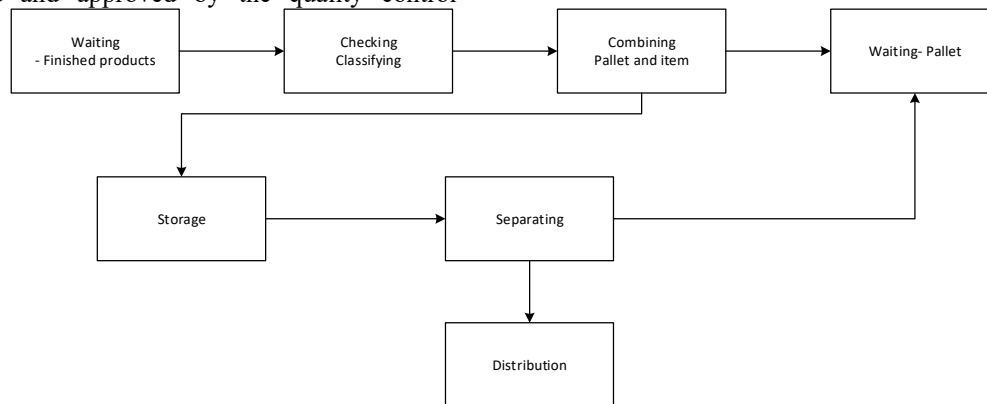 and approved by the quality control
Waiting
- Finished products
Checking
Classifying
Combining
Pallet and item
Waiting- Pallet
Storage
Separating
Distribution